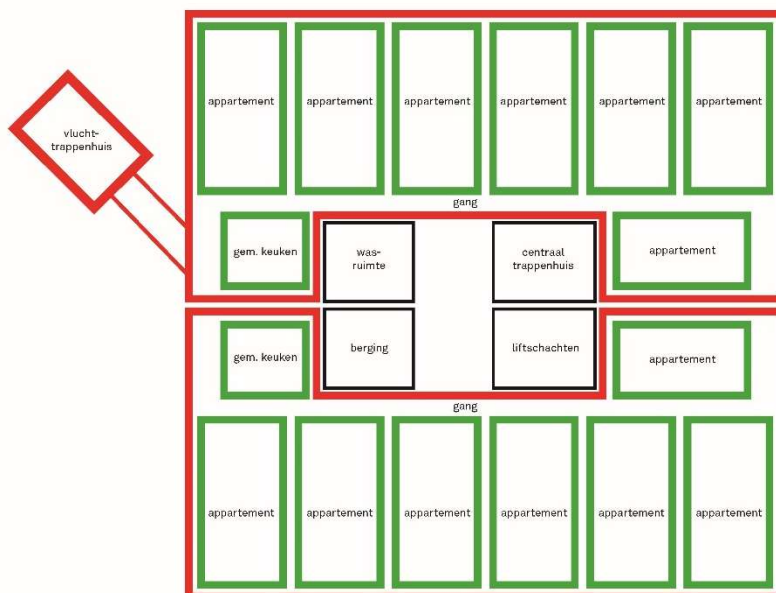 appartement
appartement
appartement
appartement
appartement
appartement
vlucht-
trappenhuis
gang
gem. keuken
was-
ruimte
centraal
trappenhuis
appartement
gem. keuken
berging
liftschachten
appartement
gang
appartement
appartement
appartement
appartement
appartement
appartement